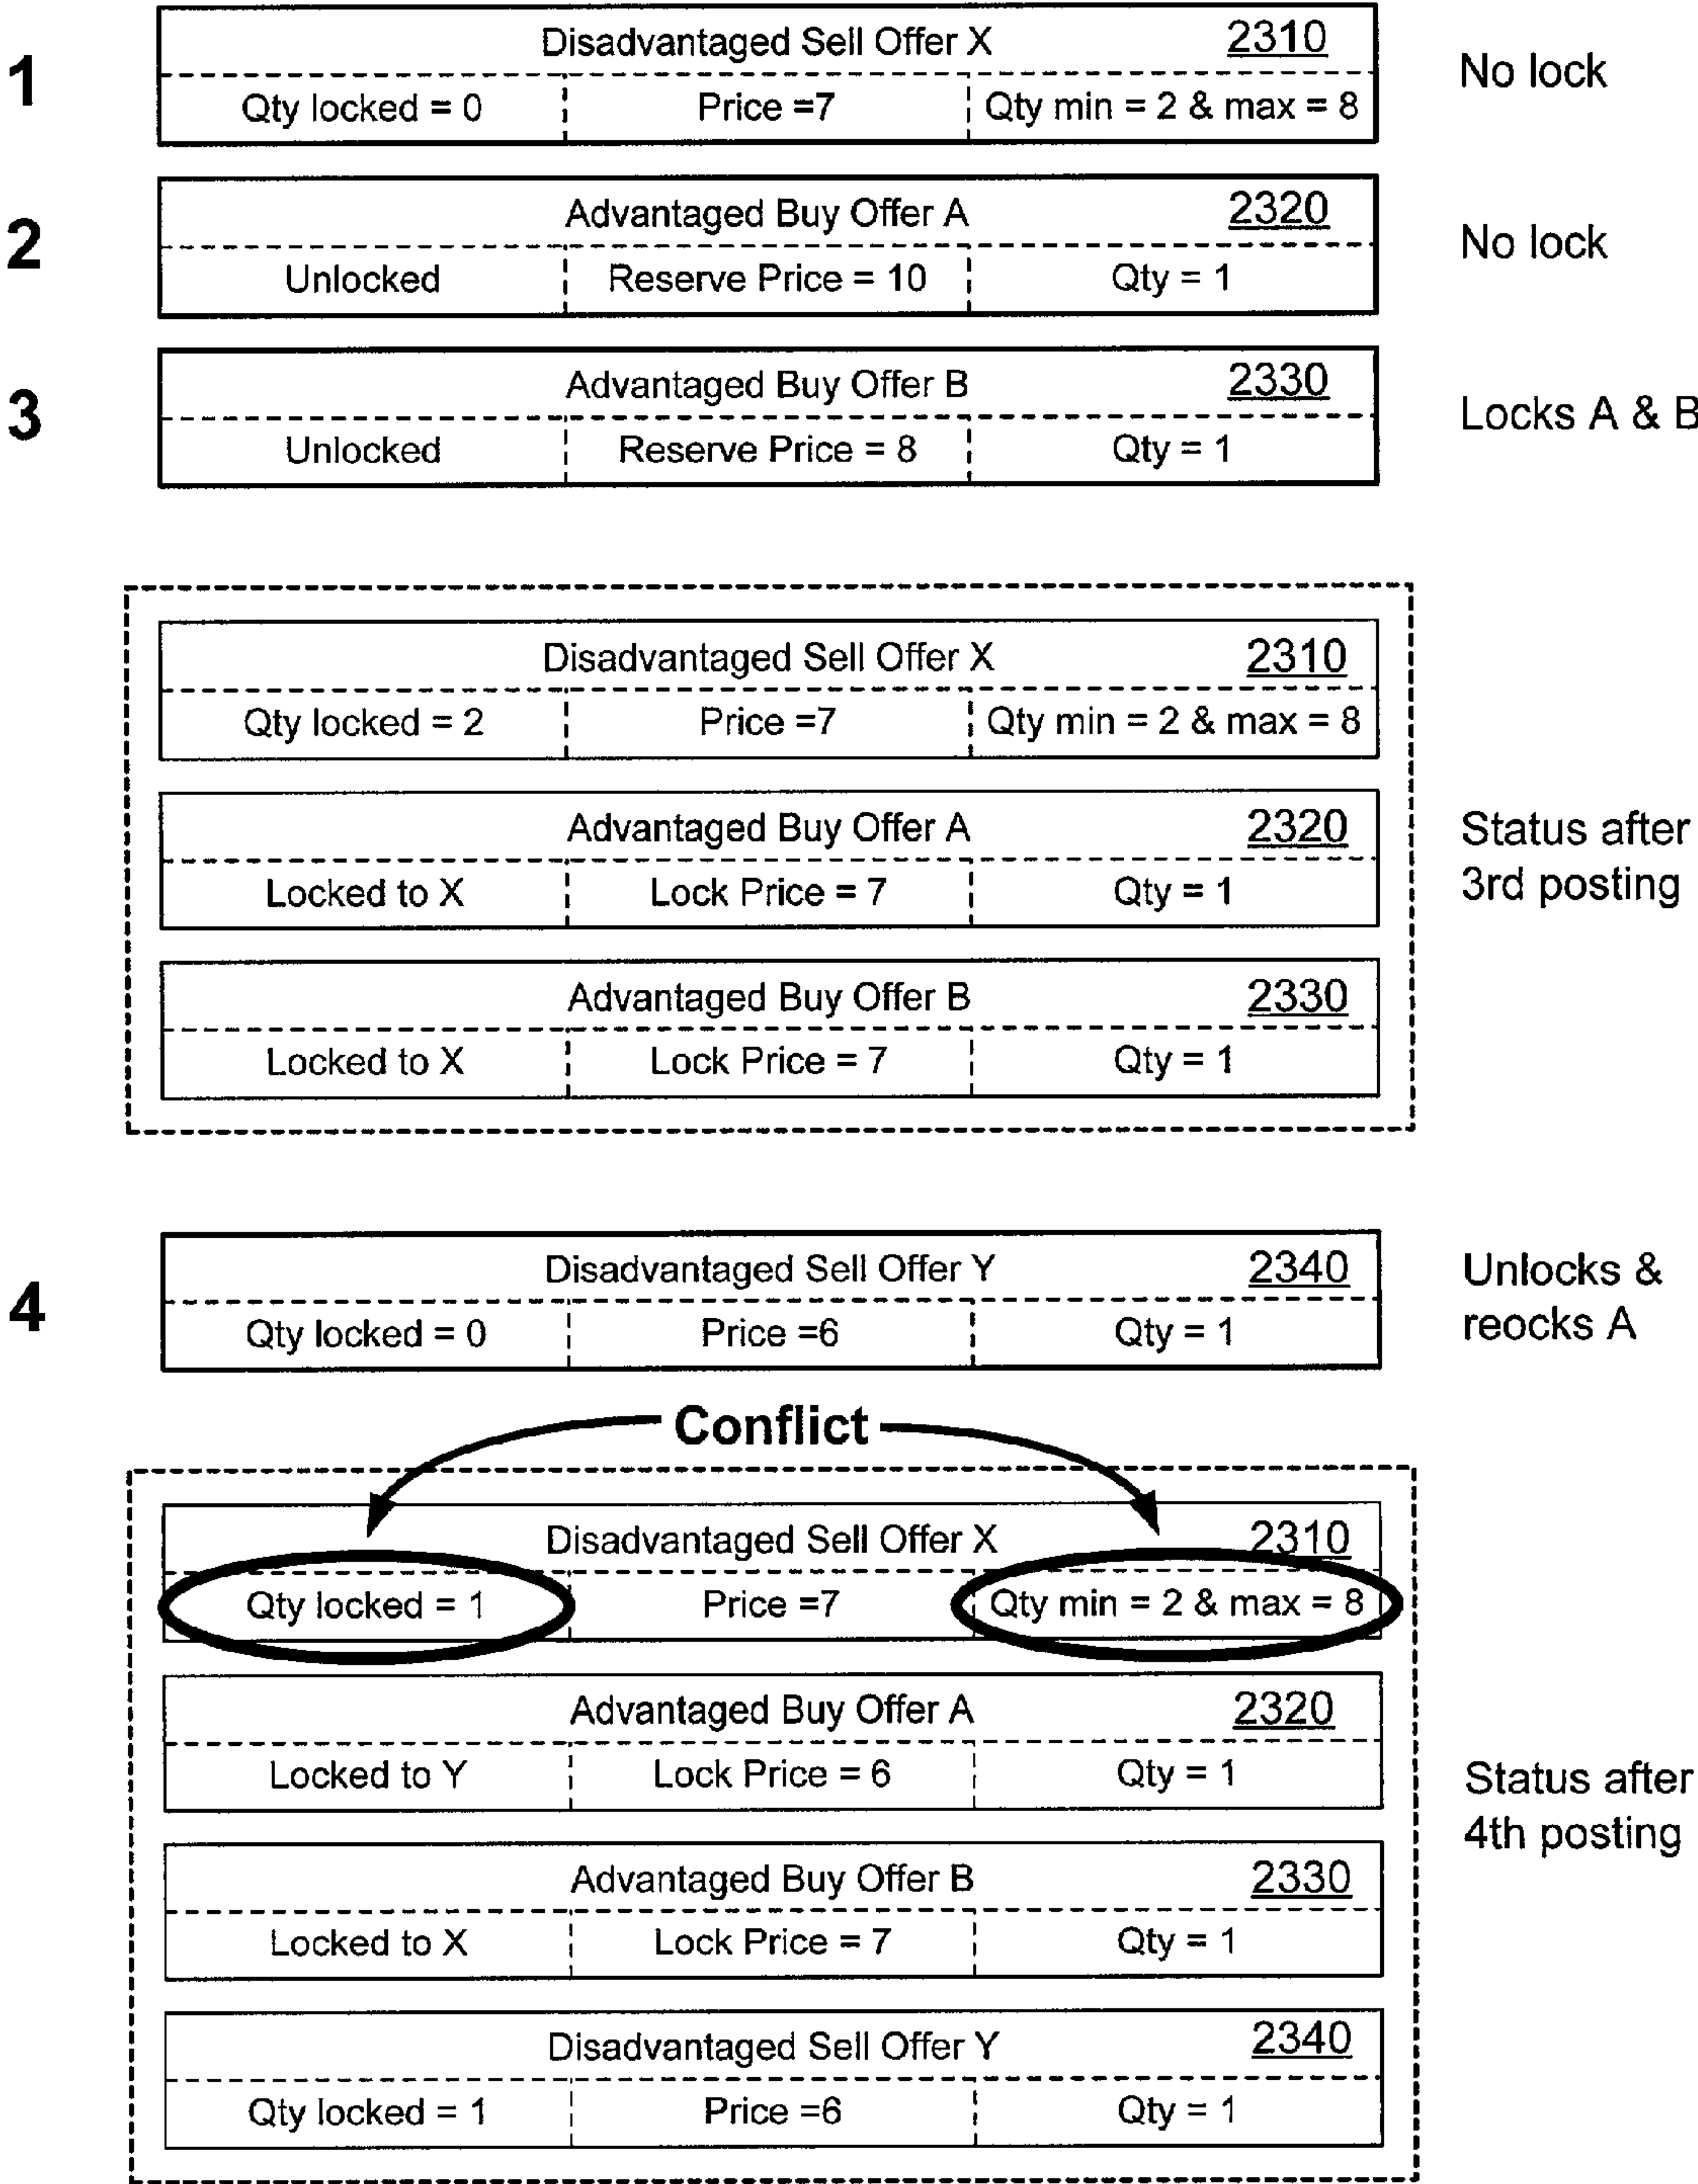 1
Disadvantaged Sell Offer X 2310
Qty locked = 0 Price =7 Qty min = 2 & max = 8
No lock
2
Advantaged Buy Offer A 2320
Unlocked Reserve Price = 10 Qty = 1
No lock
3
Advantaged Buy Offer B 2330
Unlocked Reserve Price = 8 Qty = 1
Locks A & B
Disadvantaged Sell Offer X 2310
Qty locked = 2 Price =7 Qty min = 2 & max = 8
Advantaged Buy Offer A 2320
Locked to X Lock Price = 7 Qty = 1
Advantaged Buy Offer B 2330
Locked to X Lock Price = 7 Qty = 1
Status after
3rd posting
4
Disadvantaged Sell Offer Y 2340
Qty locked = 0 Price =6 Qty = 1
Unlocks &
reocks A
Conflict
Disadvantaged Sell Offer X 2310
Qty locked = 1 Price =7 Qty min = 2 & max = 8
Advantaged Buy Offer A 2320
Locked to Y Lock Price = 6 Qty = 1
Advantaged Buy Offer B 2330
Locked to X Lock Price = 7 Qty = 1
Disadvantaged Sell Offer Y 2340
Qty locked = 1 Price =6 Qty = 1
Status after
4th posting